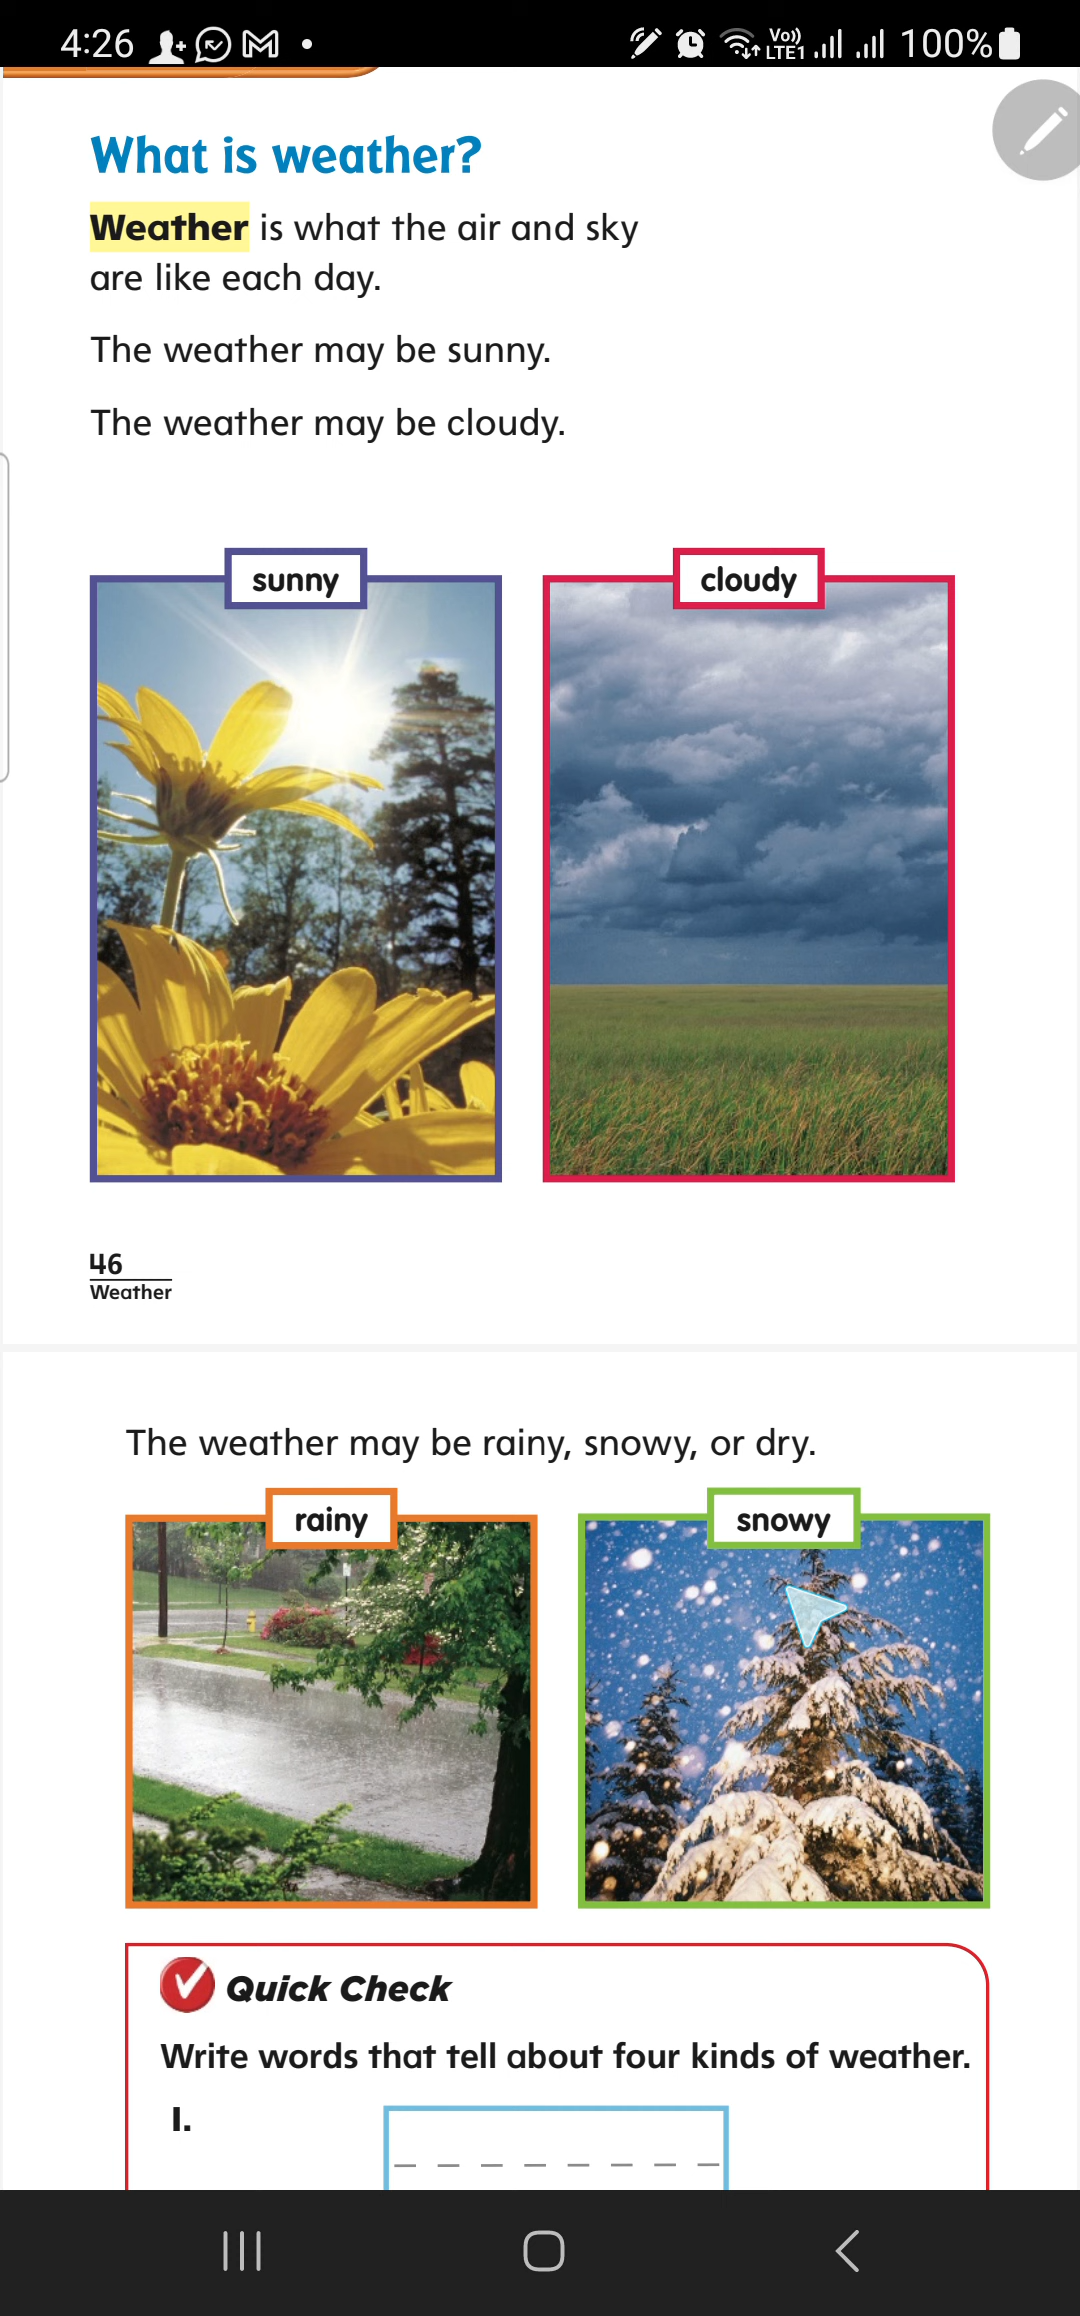 4:26
Vo))
LTE1
100%
What is weather?
Weather is what the air and sky
are like each day.
The weather may be sunny.
The weather may be cloudy.
sunny
cloudy
46
Weather
The weather may be rainy, snowy, or dry.
rainy
snowy
Quick Check
Write words that tell about four kinds of weather.
I.